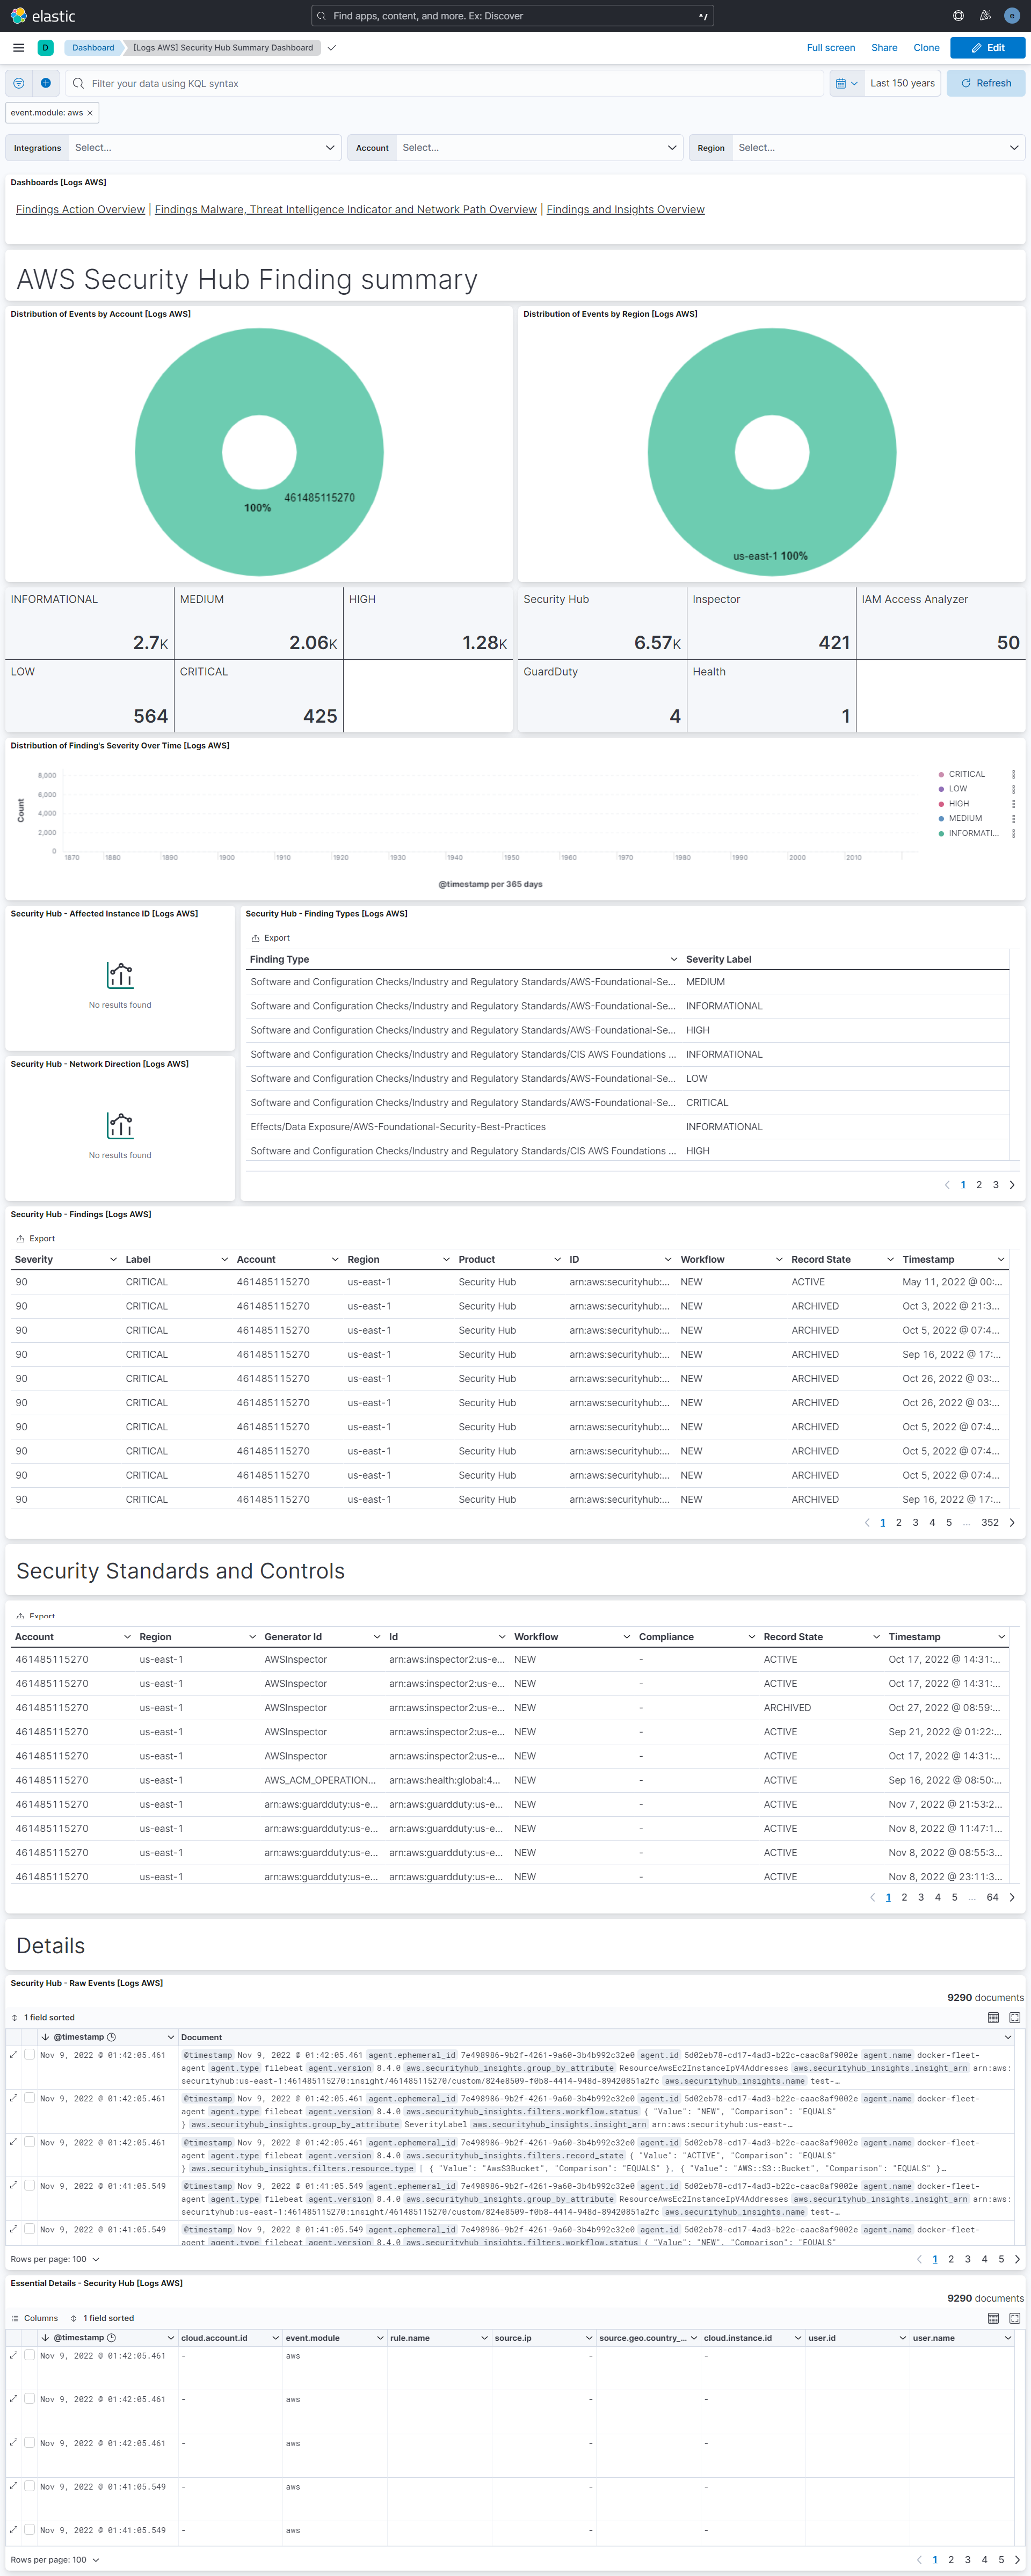 elastic
Find apps, content, and more. Ex: Discover
^/
e
D
Dashboard
[Logs AWS] Security Hub Summary Dashboard
Full screen
Share
Clone
Edit
Filter your data using KQL syntax
Last 150 years
Refresh
event.module: aws ×
Integrations Select...
Account Select...
Region Select...
Dashboards [Logs AWS]
Findings Action Overview | Findings Malware, Threat Intelligence Indicator and Network Path Overview | Findings and Insights Overview
AWS Security Hub Finding summary
Distribution of Events by Account [Logs AWS]
461485115270
100%
Distribution of Events by Region [Logs AWS]
us-east-1 100%
INFORMATIONAL
2.7K
MEDIUM
2.06K
HIGH
1.28K
LOW
564
CRITICAL
425
Security Hub
6.57K
Inspector
421
IAM Access Analyzer
50
GuardDuty
4
Health
1
Distribution of Finding's Severity Over Time [Logs AWS]
Count
8,000
6,000
4,000
2,000
0
1870 1880 1890 1900 1910 1920 1930 1940 1950 1960 1970 1980 1990 2000 2010
@timestamp per 365 days
CRITICAL
LOW
HIGH
MEDIUM
INFORMATI...
Security Hub - Affected Instance ID [Logs AWS]
No results found
Security Hub - Network Direction [Logs AWS]
No results found
Security Hub - Finding Types [Logs AWS]
Export
Finding Type Severity Label
Software and Configuration Checks/Industry and Regulatory Standards/AWS-Foundational-Se... MEDIUM
Software and Configuration Checks/Industry and Regulatory Standards/AWS-Foundational-Se... INFORMATIONAL
Software and Configuration Checks/Industry and Regulatory Standards/AWS-Foundational-Se... HIGH
Software and Configuration Checks/Industry and Regulatory Standards/CIS AWS Foundations ... INFORMATIONAL
Software and Configuration Checks/Industry and Regulatory Standards/AWS-Foundational-Se... LOW
Software and Configuration Checks/Industry and Regulatory Standards/AWS-Foundational-Se... CRITICAL
Effects/Data Exposure/AWS-Foundational-Security-Best-Practices INFORMATIONAL
Software and Configuration Checks/Industry and Regulatory Standards/CIS AWS Foundations ... HIGH
1 2 3
Security Hub - Findings [Logs AWS]
Export
Severity Label Account Region Product ID Workflow Record State Timestamp
90 CRITICAL 461485115270 us-east-1 Security Hub arn:aws:securityhub:... NEW ACTIVE May 11, 2022 @ 00:...
90 CRITICAL 461485115270 us-east-1 Security Hub arn:aws:securityhub:... NEW ARCHIVED Oct 3, 2022 @ 21:3...
90 CRITICAL 461485115270 us-east-1 Security Hub arn:aws:securityhub:... NEW ARCHIVED Oct 5, 2022 @ 07:4...
90 CRITICAL 461485115270 us-east-1 Security Hub arn:aws:securityhub:... NEW ARCHIVED Sep 16, 2022 @ 17:...
90 CRITICAL 461485115270 us-east-1 Security Hub arn:aws:securityhub:... NEW ARCHIVED Oct 26, 2022 @ 03:...
90 CRITICAL 461485115270 us-east-1 Security Hub arn:aws:securityhub:... NEW ARCHIVED Oct 26, 2022 @ 03:...
90 CRITICAL 461485115270 us-east-1 Security Hub arn:aws:securityhub:... NEW ARCHIVED Oct 5, 2022 @ 07:4...
90 CRITICAL 461485115270 us-east-1 Security Hub arn:aws:securityhub:... NEW ARCHIVED Oct 5, 2022 @ 07:4...
90 CRITICAL 461485115270 us-east-1 Security Hub arn:aws:securityhub:... NEW ARCHIVED Oct 5, 2022 @ 07:4...
90 CRITICAL 461485115270 us-east-1 Security Hub arn:aws:securityhub:... NEW ARCHIVED Sep 16, 2022 @ 17:...
1 2 3 4 5 ... 352
Security Standards and Controls
Export
Account Region Generator Id Id Workflow Compliance Record State Timestamp
461485115270 us-east-1 AWSInspector arn:aws:inspector2:us-e... NEW - ACTIVE Oct 17, 2022 @ 14:31:...
461485115270 us-east-1 AWSInspector arn:aws:inspector2:us-e... NEW - ACTIVE Oct 17, 2022 @ 14:31:...
461485115270 us-east-1 AWSInspector arn:aws:inspector2:us-e... NEW - ARCHIVED Oct 27, 2022 @ 08:59:...
461485115270 us-east-1 AWSInspector arn:aws:inspector2:us-e... NEW - ACTIVE Sep 21, 2022 @ 01:22:...
461485115270 us-east-1 AWSInspector arn:aws:inspector2:us-e... NEW - ACTIVE Oct 17, 2022 @ 14:31:...
461485115270 us-east-1 AWS_ACM_OPERATION... arn:aws:health:global:4... NEW - ACTIVE Sep 16, 2022 @ 08:50:...
461485115270 us-east-1 arn:aws:guardduty:us-e... arn:aws:guardduty:us-e... NEW - ACTIVE Nov 7, 2022 @ 21:53:2...
461485115270 us-east-1 arn:aws:guardduty:us-e... arn:aws:guardduty:us-e... NEW - ACTIVE Nov 8, 2022 @ 11:47:1...
461485115270 us-east-1 arn:aws:guardduty:us-e... arn:aws:guardduty:us-e... NEW - ACTIVE Nov 8, 2022 @ 08:55:3...
461485115270 us-east-1 arn:aws:guardduty:us-e... arn:aws:guardduty:us-e... NEW - ACTIVE Nov 8, 2022 @ 23:11:3...
1 2 3 4 5 ... 64
Details
Security Hub - Raw Events [Logs AWS]
9290 documents
1 field sorted
@timestamp Document
Nov 9, 2022 @ 01:42:05.461 @timestamp Nov 9, 2022 @ 01:42:05.461 agent.ephemeral_id 7e498986-9b2f-4261-9a60-3b4b992c32e0 agent.id 5d02eb78-cd17-4ad3-b22c-caac8af9002e agent.name docker-fleet-
agent agent.type filebeat agent.version 8.4.0 aws.securityhub_insights.group_by_attribute ResourceAwsEc2InstanceIpV4Addresses aws.securityhub_insights.insight_arn arn:aws:
securityhub:us-east-1:461485115270:insight/461485115270/custom/824e8509-f0b8-4414-948d-89420851a2fc aws.securityhub_insights.name test-...
Nov 9, 2022 @ 01:42:05.461 @timestamp Nov 9, 2022 @ 01:42:05.461 agent.ephemeral_id 7e498986-9b2f-4261-9a60-3b4b992c32e0 agent.id 5d02eb78-cd17-4ad3-b22c-caac8af9002e agent.name docker-fleet-
agent agent.type filebeat agent.version 8.4.0 aws.securityhub_insights.filters.workflow.status { "Value": "NEW", "Comparison": "EQUALS"
} aws.securityhub_insights.group_by_attribute SeverityLabel aws.securityhub_insights.insight_arn arn:aws:securityhub:us-east-...
Nov 9, 2022 @ 01:42:05.461 @timestamp Nov 9, 2022 @ 01:42:05.461 agent.ephemeral_id 7e498986-9b2f-4261-9a60-3b4b992c32e0 agent.id 5d02eb78-cd17-4ad3-b22c-caac8af9002e agent.name docker-fleet-
agent agent.type filebeat agent.version 8.4.0 aws.securityhub_insights.filters.record_state { "Value": "ACTIVE", "Comparison": "EQUALS"
} aws.securityhub_insights.filters.resource.type [ { "Value": "AwsS3Bucket", "Comparison": "EQUALS" }, { "Value": "AWS::S3::Bucket", "Comparison": "EQUALS" }...
Nov 9, 2022 @ 01:41:05.549 @timestamp Nov 9, 2022 @ 01:41:05.549 agent.ephemeral_id 7e498986-9b2f-4261-9a60-3b4b992c32e0 agent.id 5d02eb78-cd17-4ad3-b22c-caac8af9002e agent.name docker-fleet-
agent agent.type filebeat agent.version 8.4.0 aws.securityhub_insights.group_by_attribute ResourceAwsEc2InstanceIpV4Addresses aws.securityhub_insights.insight_arn arn:aws:
securityhub:us-east-1:461485115270:insight/461485115270/custom/824e8509-f0b8-4414-948d-89420851a2fc aws.securityhub_insights.name test-...
Nov 9, 2022 @ 01:41:05.549 @timestamp Nov 9, 2022 @ 01:41:05.549 agent.ephemeral_id 7e498986-9b2f-4261-9a60-3b4b992c32e0 agent.id 5d02eb78-cd17-4ad3-b22c-caac8af9002e agent.name docker-fleet-
agent agent.type filebeat agent.version 8.4.0 aws.securityhub_insights.filters.workflow.status { "Value": "NEW", "Comparison": "EQUALS"
Rows per page: 100
1 2 3 4 5
Essential Details - Security Hub [Logs AWS]
9290 documents
Columns 1 field sorted
@timestamp cloud.account.id event.module rule.name source.ip source.geo.country_... cloud.instance.id user.id user.name
Nov 9, 2022 @ 01:42:05.461 - aws - -
Nov 9, 2022 @ 01:42:05.461 - aws - -
Nov 9, 2022 @ 01:42:05.461 - aws - -
Nov 9, 2022 @ 01:41:05.549 - aws - -
Nov 9, 2022 @ 01:41:05.549 - aws - -
Rows per page: 100
1 2 3 4 5